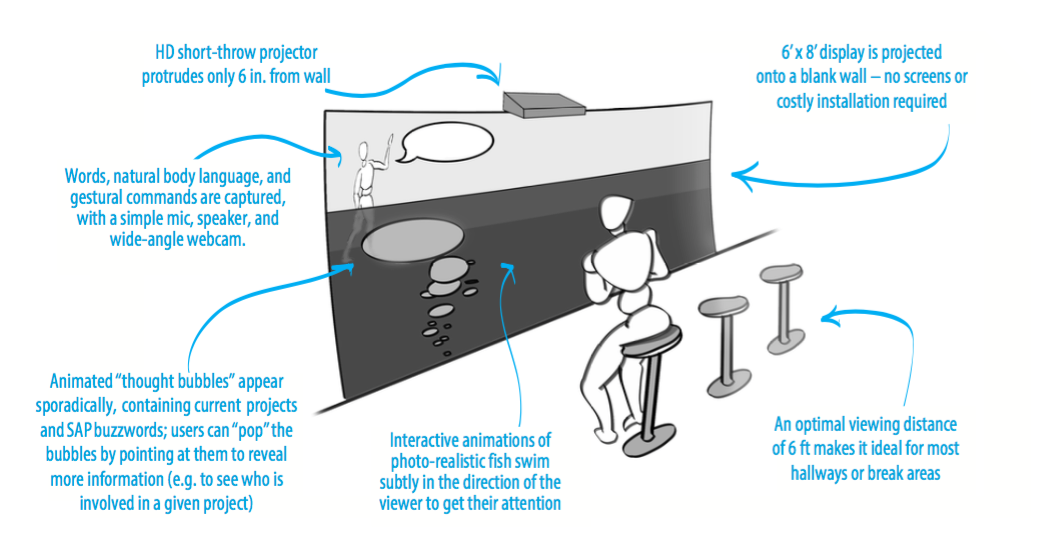 HD short-throw projector
protrudes only 6 in. from wall
6’ x 8’ display is projected
onto a blank wall – no screens or
costly installation required
Words, natural body language, and
gestural commands are captured,
with a simple mic, speaker, and
wide-angle webcam.
Animated “thought bubbles” appear
sporadically, containing current projects
and SAP buzzwords; users can “pop” the
bubbles by pointing at them to reveal
more information (e.g. to see who is
involved in a given project)
Interactive animations of
photo-realistic fish swim
subtly in the direction of the
viewer to get their attention
An optimal viewing distance
of 6 ft makes it ideal for most
hallways or break areas